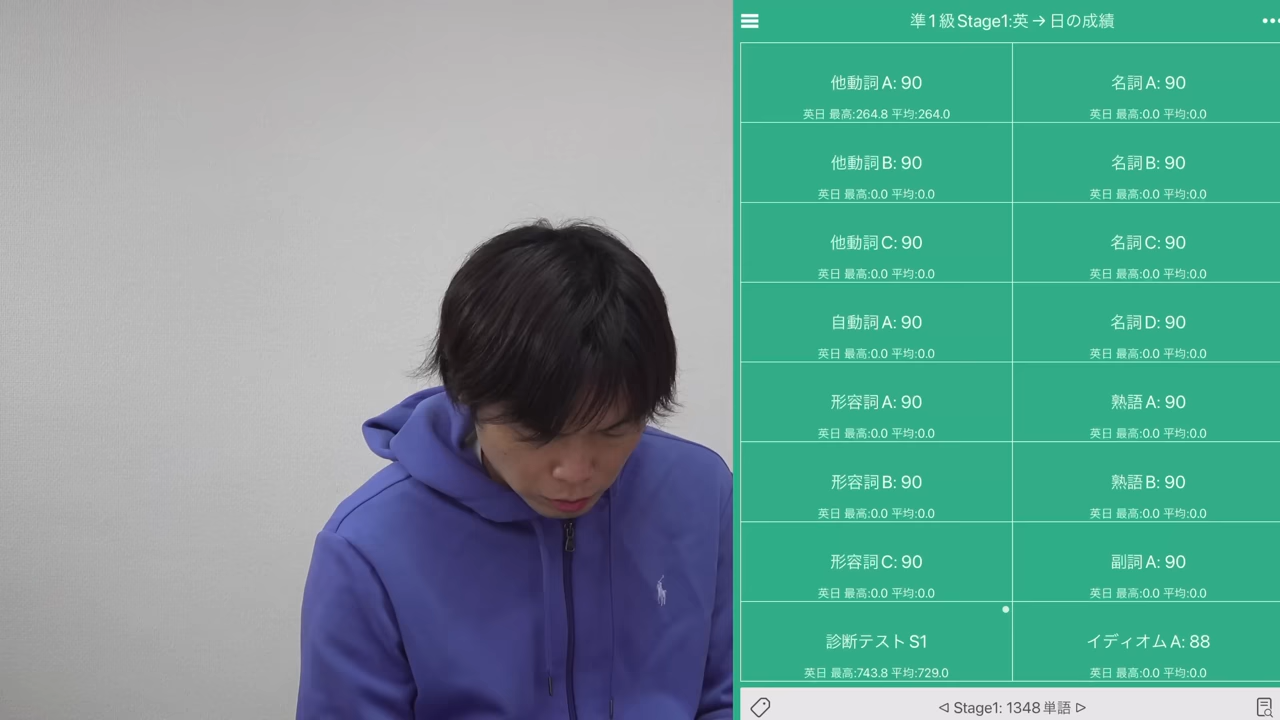 準1級Stage1:英→日の成績
他動詞A: 90
英日 最高:264.8 平均:264.0
名詞A: 90
英日 最高:0.0 平均:0.0
他動詞B: 90
英日 最高:0.0 平均:0.0
名詞B: 90
英日 最高:0.0 平均:0.0
他動詞C: 90
英日 最高:0.0 平均:0.0
名詞C: 90
英日 最高:0.0 平均:0.0
自動詞A: 90
英日 最高:0.0 平均:0.0
名詞D: 90
英日 最高:0.0 平均:0.0
形容詞A: 90
英日 最高:0.0 平均:0.0
熟語A: 90
英日 最高:0.0 平均:0.0
形容詞B: 90
英日 最高:0.0 平均:0.0
熟語B: 90
英日 最高:0.0 平均:0.0
形容詞C: 90
英日 最高:0.0 平均:0.0
副詞A: 90
英日 最高:0.0 平均:0.0
診断テストS1
英日 最高:743.8 平均:729.0
イディオムA: 88
英日 最高:0.0 平均:0.0
◁ Stage1: 1348単語 ▷